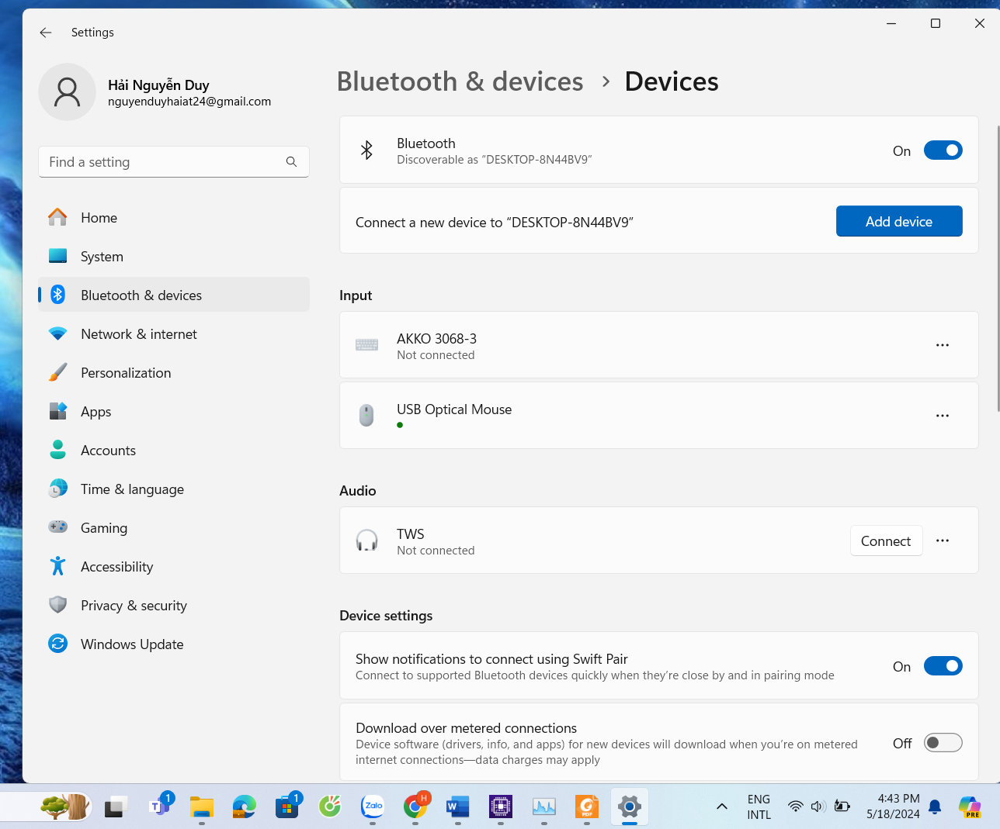 Settings
Hải Nguyễn Duy
nguyenduyhaiat24@gmail.com
Find a setting
Home
System
Bluetooth & devices
Network & internet
Personalization
Apps
Accounts
Time & language
Gaming
Accessibility
Privacy & security
Windows Update
Bluetooth & devices > Devices
Bluetooth
Discoverable as “DESKTOP-8N44BV9”
On
Connect a new device to “DESKTOP-8N44BV9”
Add device
Input
AKKO 3068-3
Not connected
USB Optical Mouse
Audio
TWS
Not connected
Connect
Device settings
Show notifications to connect using Swift Pair
Connect to supported Bluetooth devices quickly when they’re close by and in pairing mode
On
Download over metered connections
Device software (drivers, info, and apps) for new devices will download when you’re on metered
internet connections—data charges may apply
Off
T
1
1
Zalo
H
W
PDF
ENG
INTL
4:43 PM
5/18/2024
PRE